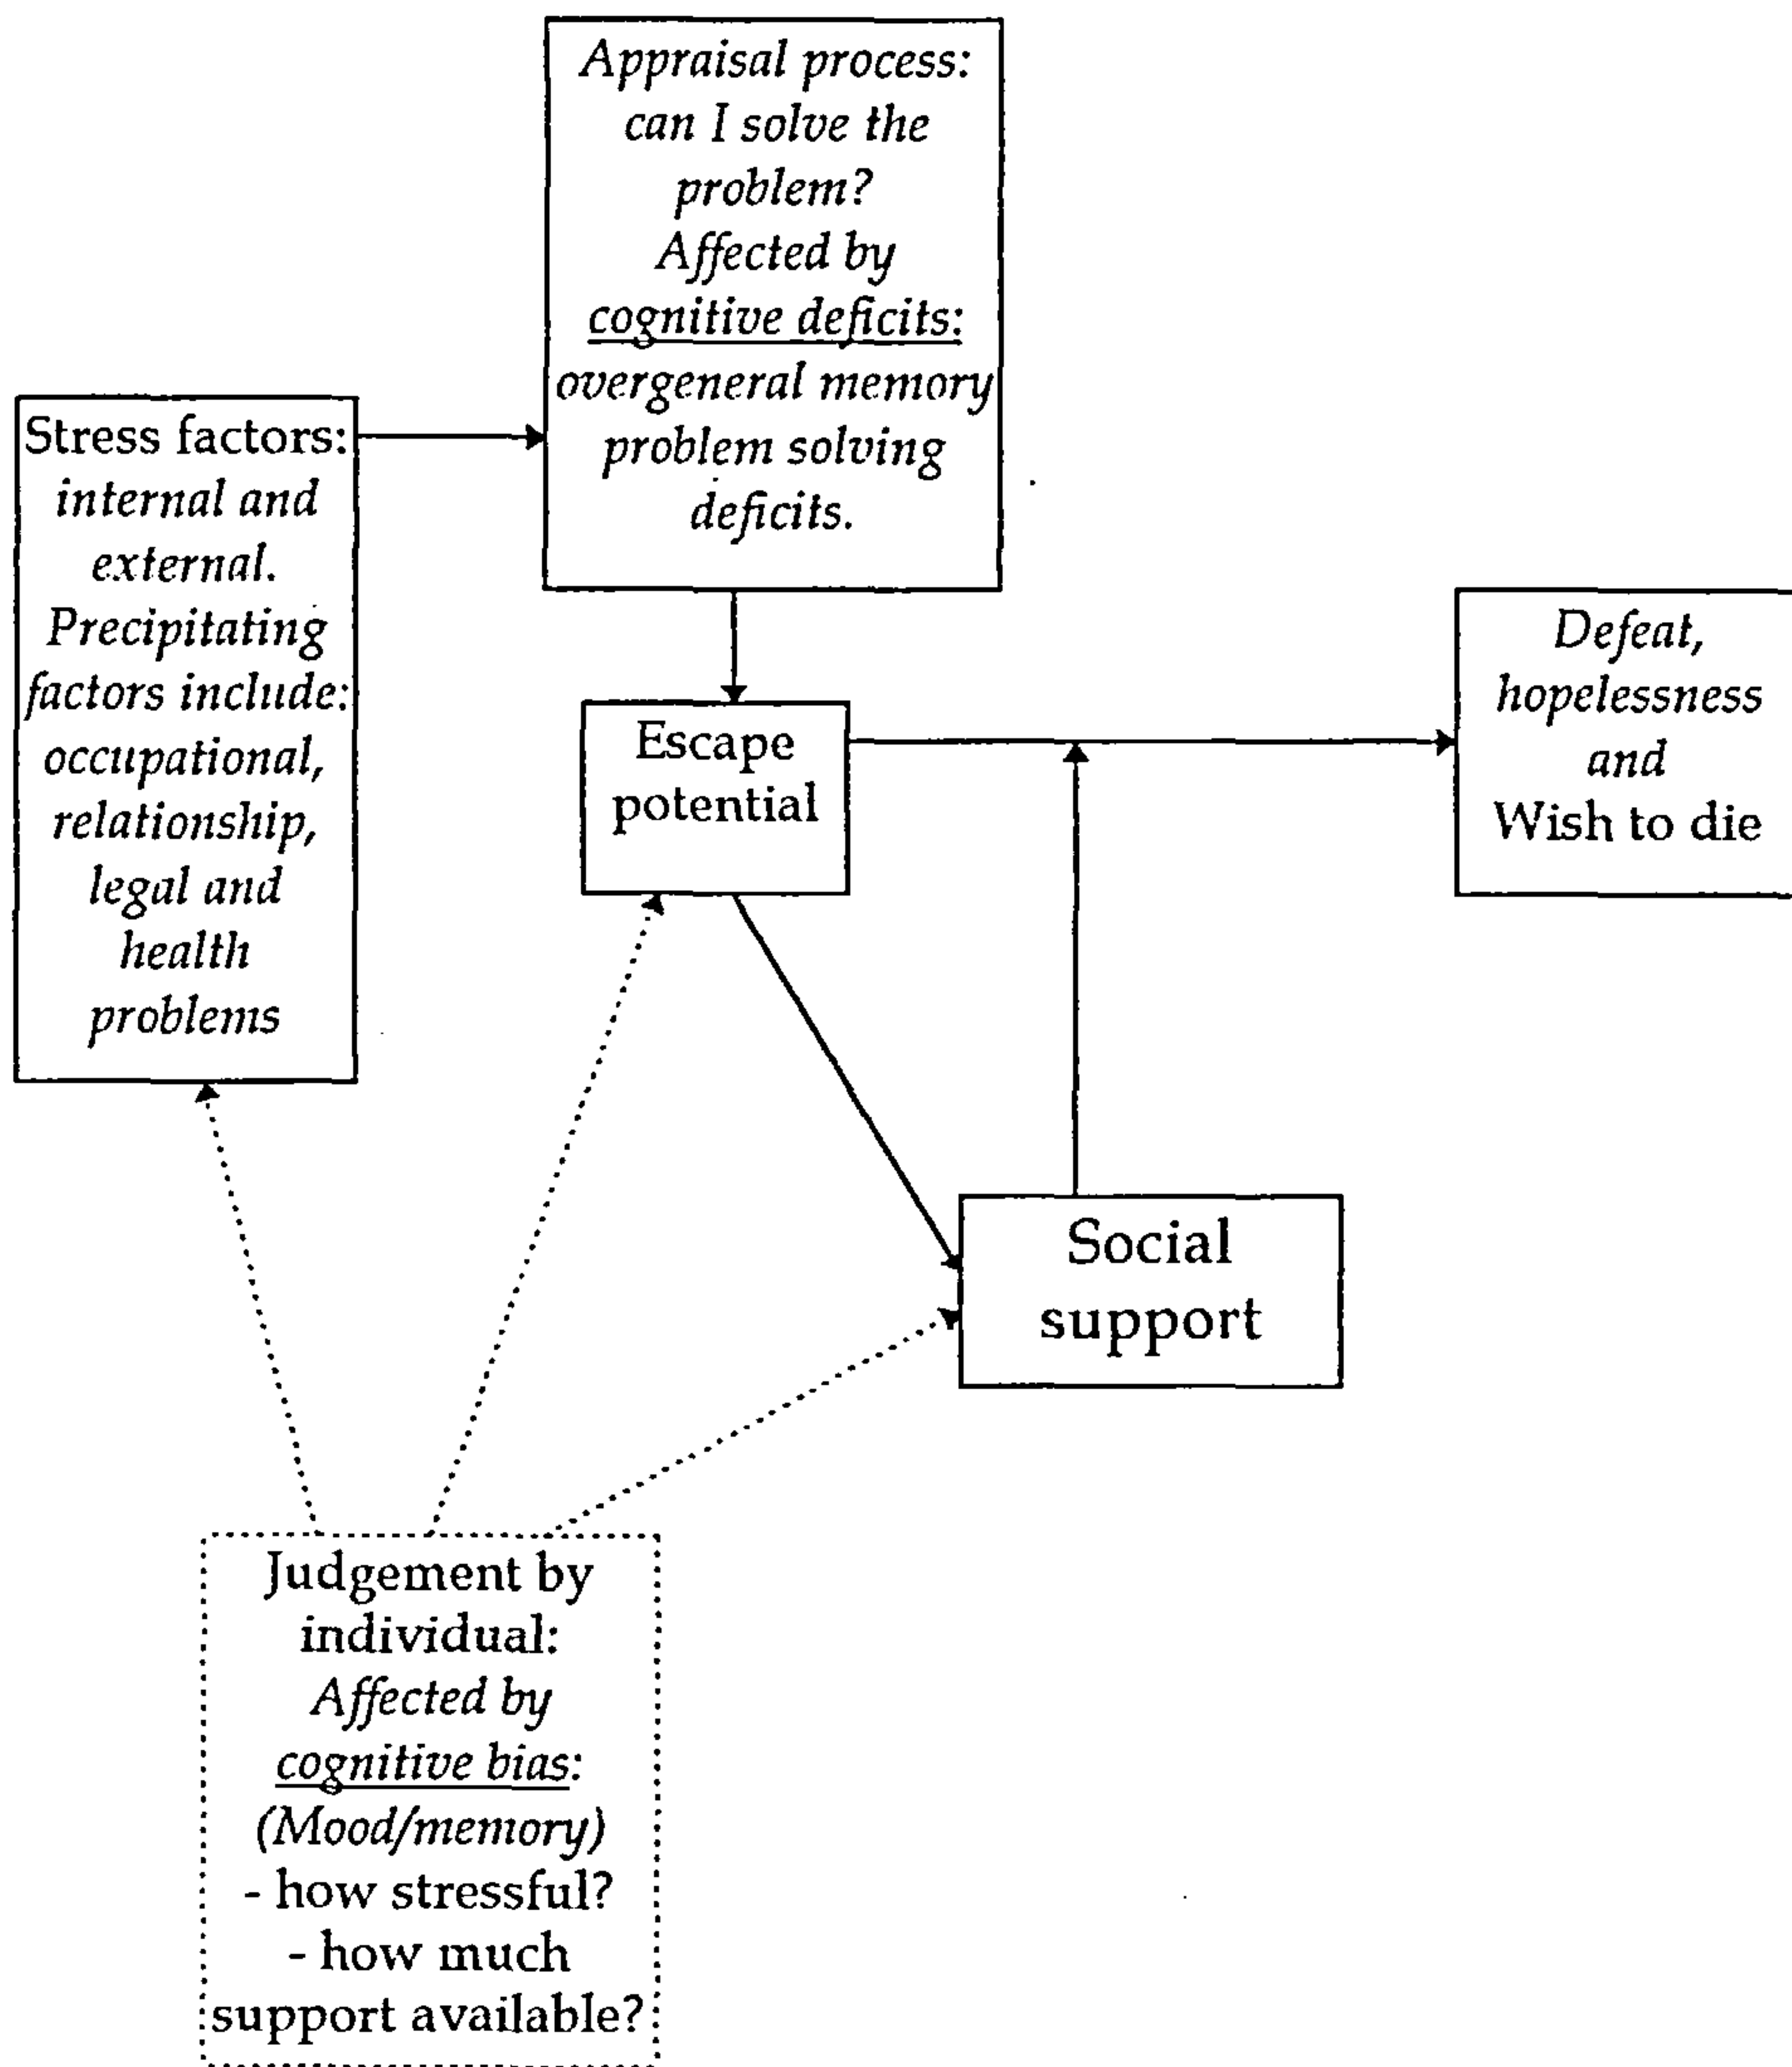 Appraisal process:
can I solve the
problem?
Affected by
cognitive deficits:
overgeneral memory
problem solving
deficits.
Stress factors:
internal and
external.
Precipitating
factors include:
occupational,
relationship,
legal and
health
problems
Escape
potential
Defeat,
hopelessness
and
Wish to die
Social
support
Judgement by
individual:
Affected by
cognitive bias:
(Mood/memory)
- how stressful?
- how much
support available?